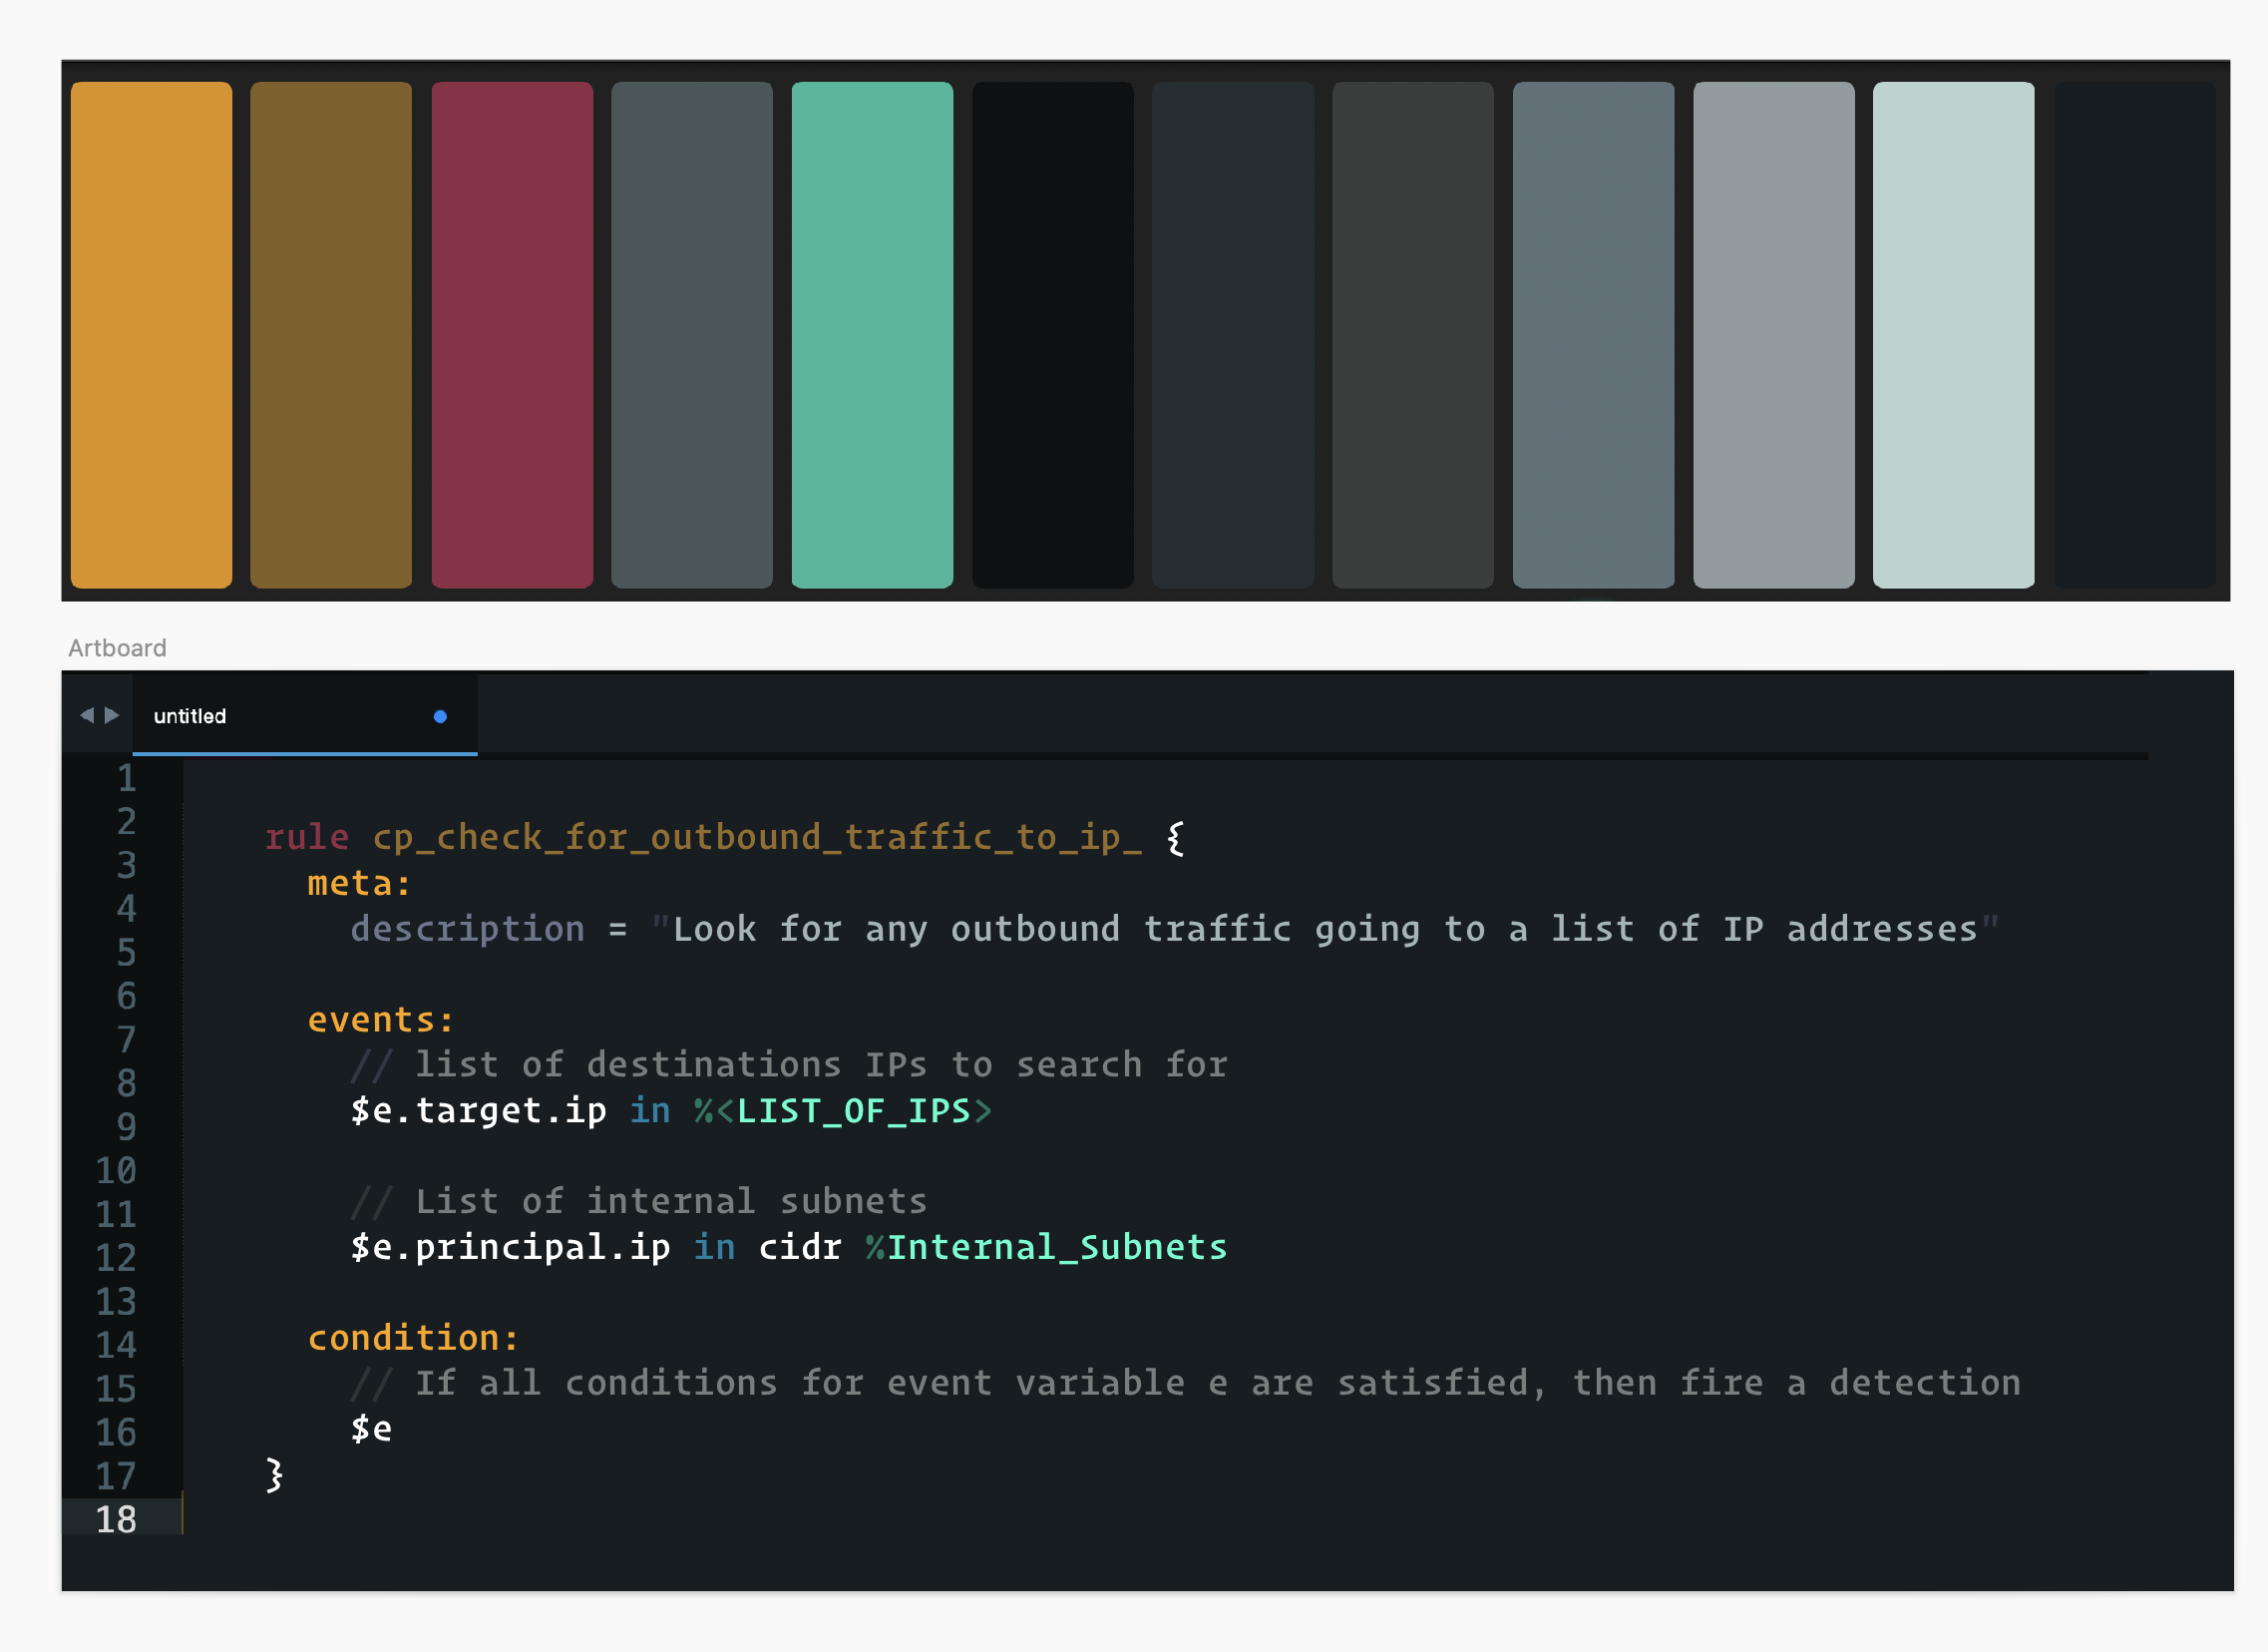 Artboard
untitled
1
2
rule cp_check_for_outbound_traffic_to_ip_ {
3
meta:
4
description = "Look for any outbound traffic going to a list of IP addresses"
5
6
events:
7
// list of destinations IPs to search for
8
$e.target.ip in %<LIST_OF_IPS>
9
10
// List of internal subnets
11
$e.principal.ip in cidr %Internal_Subnets
12
13
condition:
14
// If all conditions for event variable e are satisfied, then fire a detection
15
$e
16
}
17
18